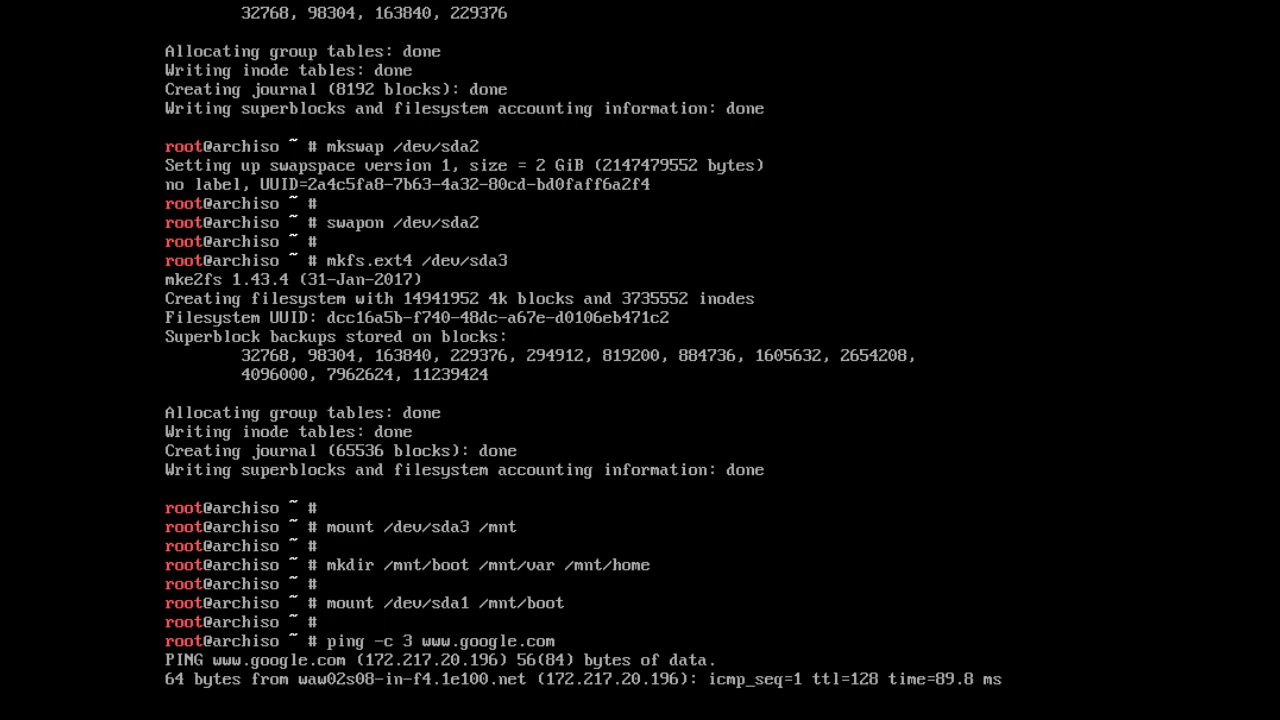 32768, 98304, 163840, 229376
Allocating group tables: done
Writing inode tables: done
Creating journal (8192 blocks): done
Writing superblocks and filesystem accounting information: done
root@archiso ~ # mkswap /dev/sda2
Setting up swapspace version 1, size = 2 GiB (2147479552 bytes)
no label, UUID=2a4c5fa8-7b63-4a32-80cd-bd0faff6a2f4
root@archiso ~ #
root@archiso ~ # swapon /dev/sda2
root@archiso ~ #
root@archiso ~ # mkfs.ext4 /dev/sda3
mke2fs 1.43.4 (31-Jan-2017)
Creating filesystem with 14941952 4k blocks and 3735552 inodes
Filesystem UUID: dcc16a5b-f740-48dc-a67e-d0106eb471c2
Superblock backups stored on blocks:
32768, 98304, 163840, 229376, 294912, 819200, 884736, 1605632, 2654208,
4096000, 7962624, 11239424
Allocating group tables: done
Writing inode tables: done
Creating journal (65536 blocks): done
Writing superblocks and filesystem accounting information: done
root@archiso ~ #
root@archiso ~ # mount /dev/sda3 /mnt
root@archiso ~ #
root@archiso ~ # mkdir /mnt/boot /mnt/var /mnt/home
root@archiso ~ #
root@archiso ~ # mount /dev/sda1 /mnt/boot
root@archiso ~ #
root@archiso ~ # ping -c 3 www.google.com
PING www.google.com (172.217.20.196) 56(84) bytes of data.
64 bytes from waw02s08-in-f4.1e100.net (172.217.20.196): icmp_seq=1 ttl=128 time=89.8 ms